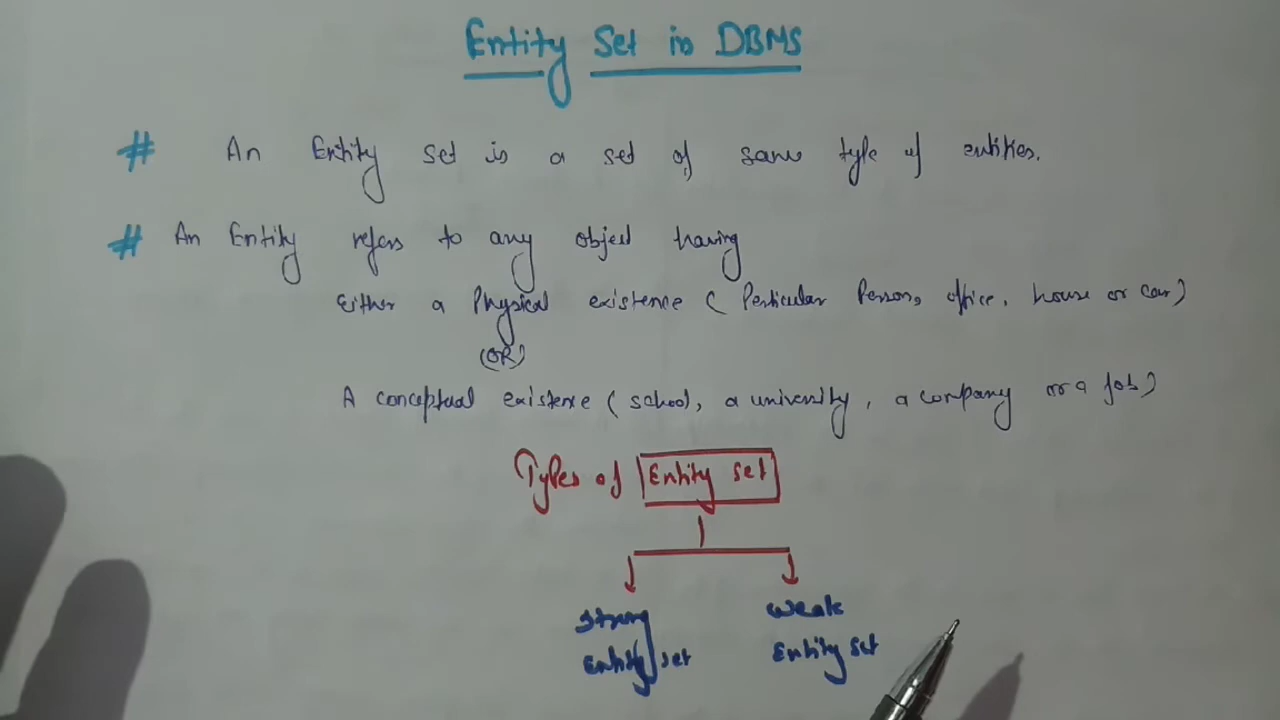 Entity Set in DBMS
# An Entity set is a set of same type of entities.
# An Entity refers to any object having
Either a Physical existence ( Perticular Person, office, house or car)
(OR)
A conceptual existence ( school, a university, a company or a job)
Types of Entity set
Strong Entity set
Weak Entity set